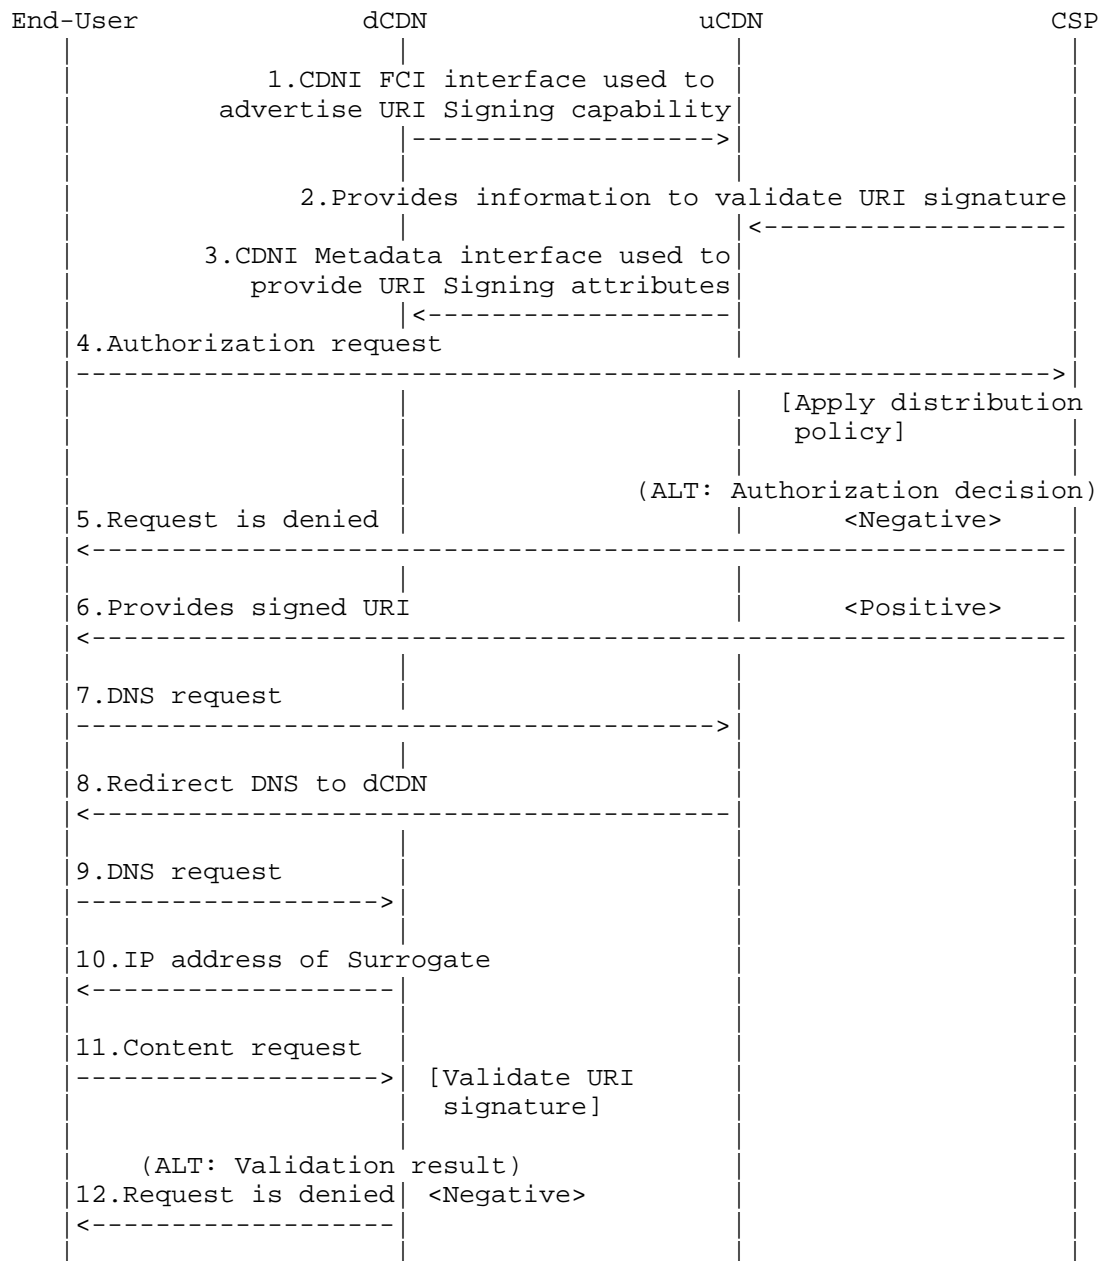 End-User dCDN uCDN CSP
1.CDNI FCI interface used to
advertise URI Signing capability
2.Provides information to validate URI signature
3.CDNI Metadata interface used to
provide URI Signing attributes
4.Authorization request
[Apply distribution
policy]
(ALT: Authorization decision)
5.Request is denied <Negative>
6.Provides signed URI <Positive>
7.DNS request
8.Redirect DNS to dCDN
9.DNS request
10.IP address of Surrogate
11.Content request
[Validate URI
signature]
(ALT: Validation result)
12.Request is denied <Negative>